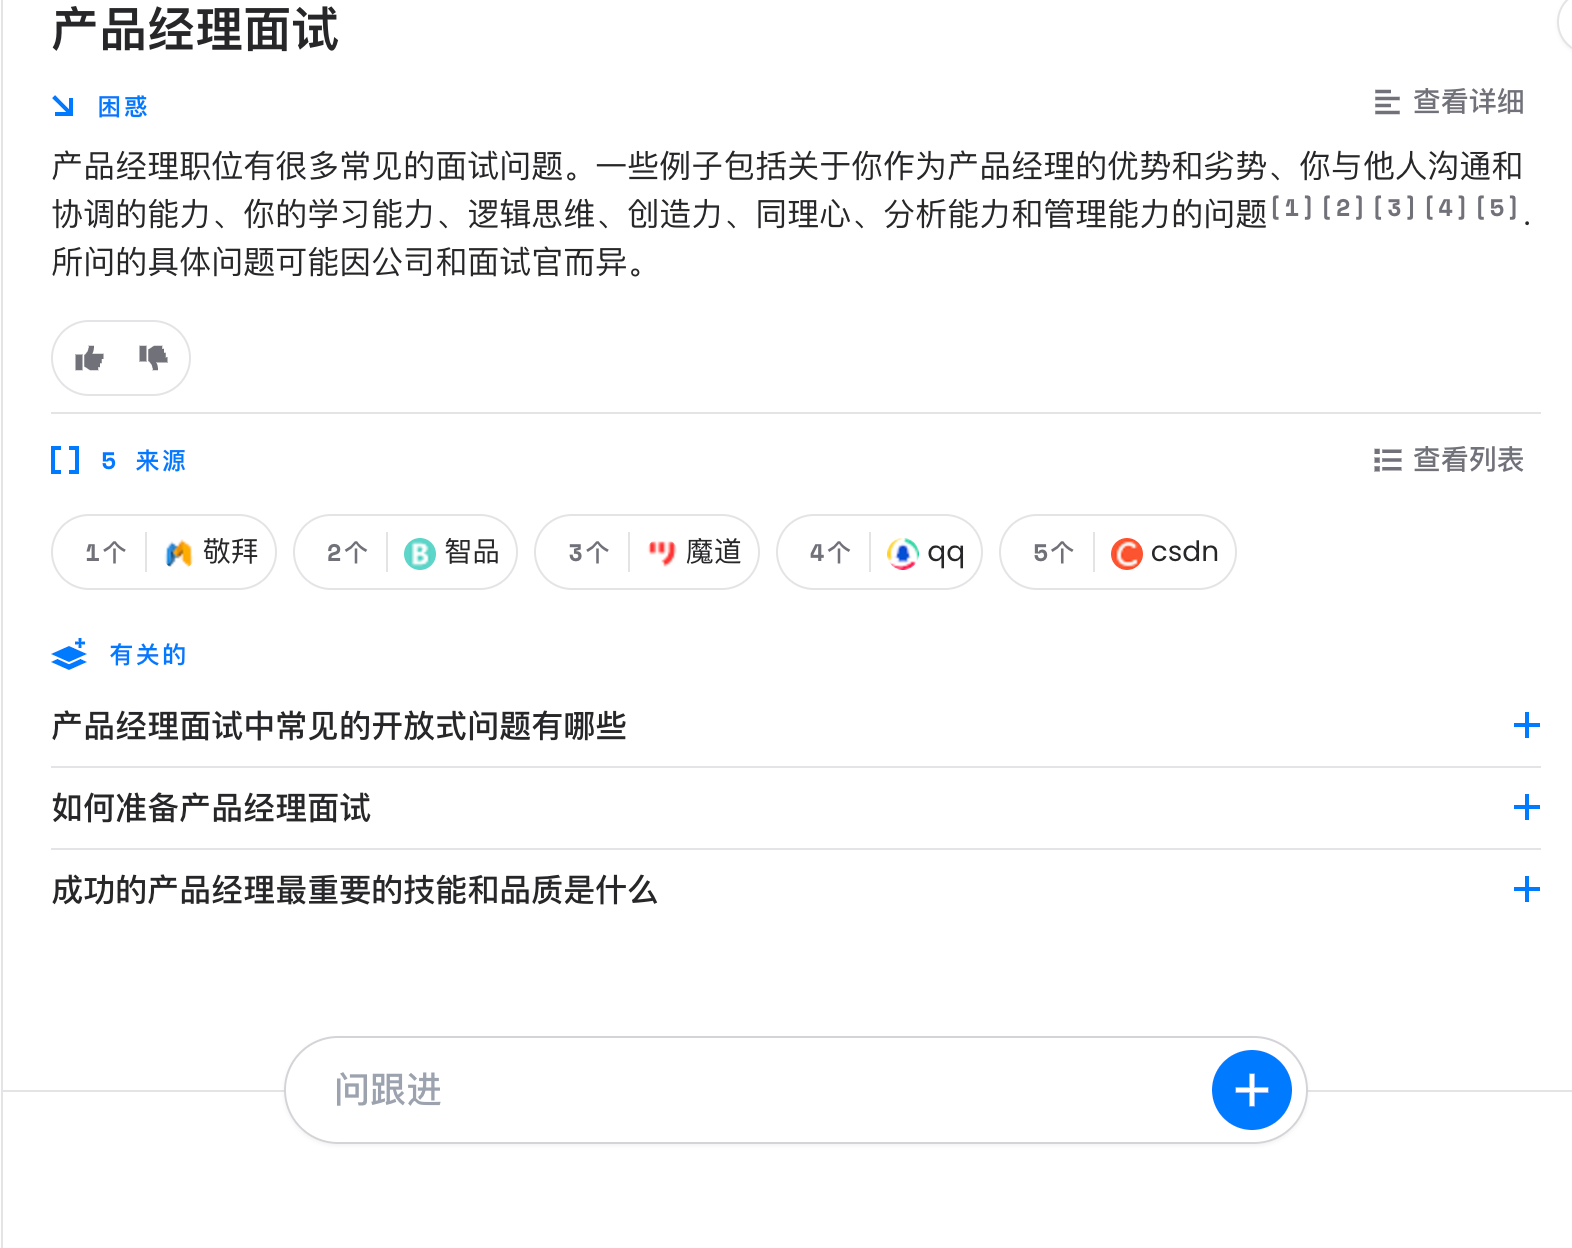 产品经理面试
困惑
查看详细
产品经理职位有很多常见的面试问题。一些例子包括关于你作为产品经理的优势和劣势、你与他人沟通和
协调的能力、你的学习能力、逻辑思维、创造力、同理心、分析能力和管理能力的问题[1][2][3][4][5].
所问的具体问题可能因公司和面试官而异。
5 来源
查看列表
1个 敬拜 2个 智品 3个 魔道 4个 qq 5个 csdn
有关的
产品经理面试中常见的开放式问题有哪些
如何准备产品经理面试
成功的产品经理最重要的技能和品质是什么
问跟进